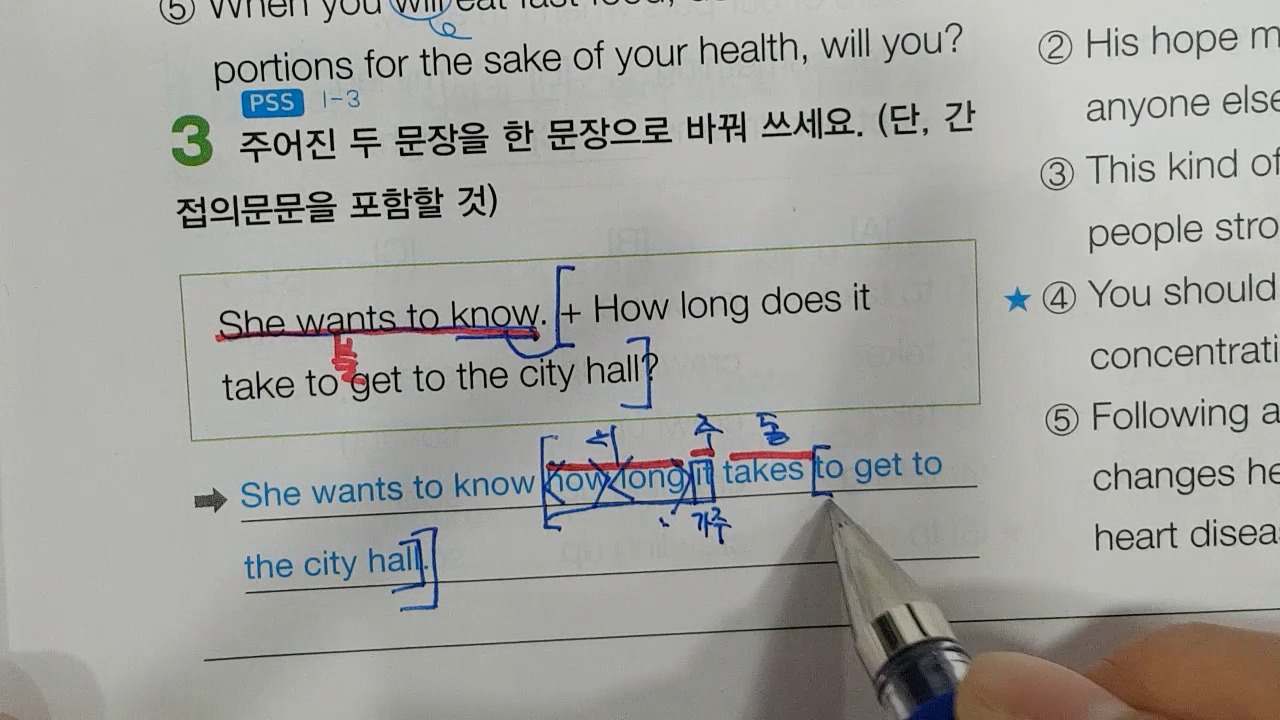 ⑤ When you will eat fast food,
portions for the sake of your health, will you?
PSS 1-3
3 주어진 두 문장을 한 문장으로 바꿔 쓰세요. (단, 간
접의문문을 포함할 것)
She wants to know. + How long does it
take to get to the city hall?
의 주 동
➡ She wants to know how long it takes to get to
가주
the city hall.
② His hope m
anyone else
③ This kind of
people stro
★ ④ You should
concentrati
⑤ Following a
changes he
heart disea